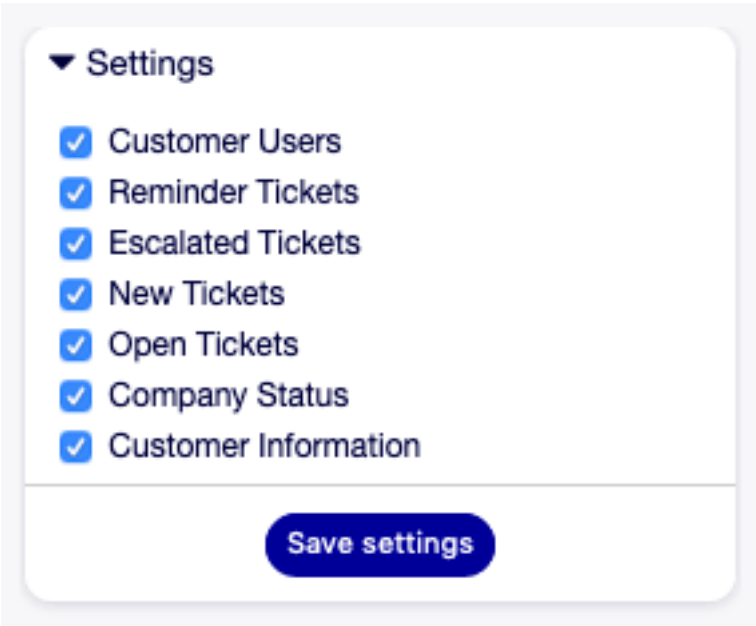 Settings
Customer Users
Reminder Tickets
Escalated Tickets
New Tickets
Open Tickets
Company Status
Customer Information
Save settings